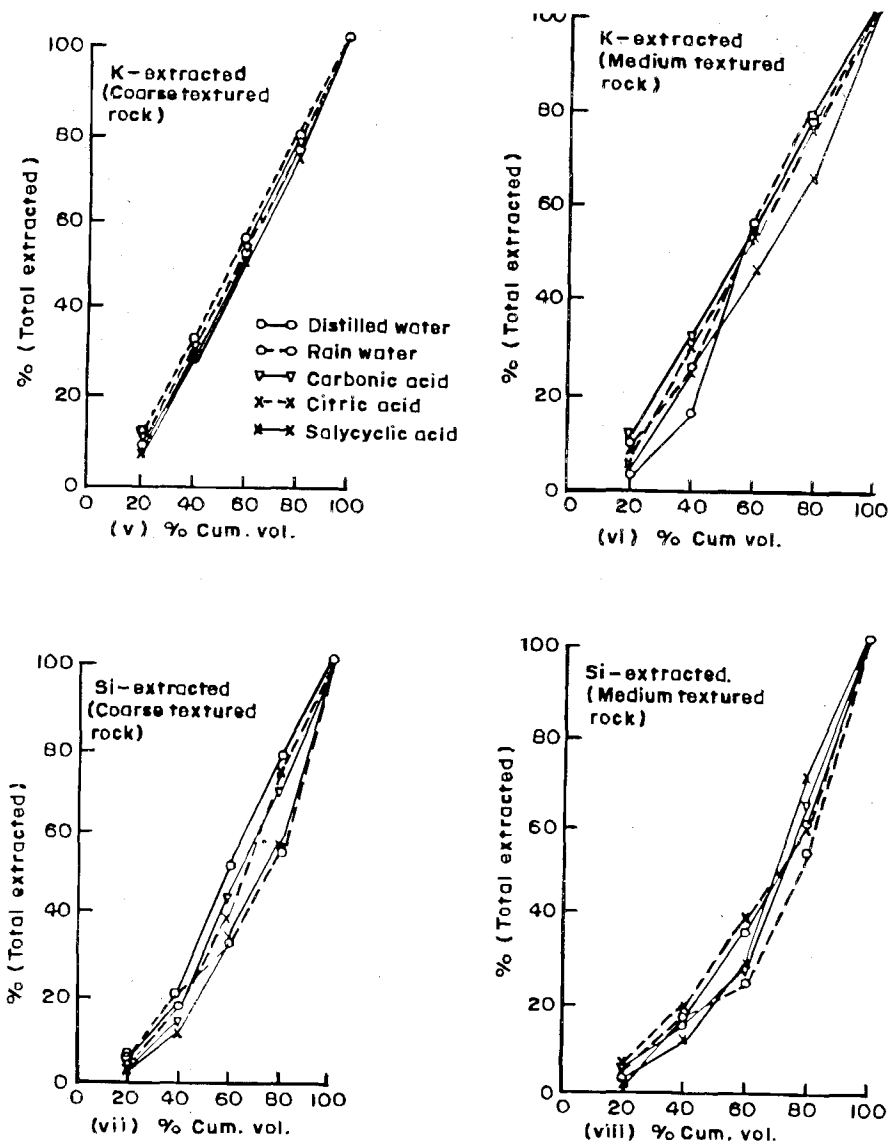 K-extracted
(Coarse textured
rock)
100
80
60
40
20
0
% (Total extracted)
0 20 40 60 80 100
(v) % Cum. vol.
Distilled water
Rain water
Carbonic acid
Citric acid
Salycyclic acid
K-extracted
(Medium textured
rock)
100
80
60
40
20
0
% (Total extracted)
0 20 40 60 80 100
(vi) % Cum vol.
Si-extracted
(Coarse textured
rock)
100
80
60
40
20
0
% (Total extracted)
0 20 40 60 80 100
(vii) % Cum. vol.
Si-extracted.
(Medium textured
rock)
100
80
60
40
20
0
% (Total extracted)
0 20 40 60 80 100
(viii) % Cum. vol.